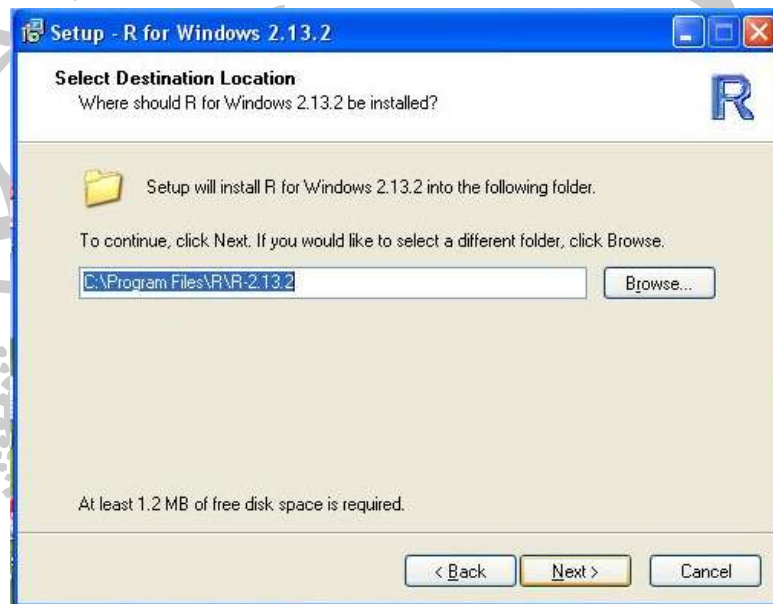 Setup - R for Windows 2.13.2
Select Destination Location
Where should R for Windows 2.13.2 be installed?
R
Setup will install R for Windows 2.13.2 into the following folder.
To continue, click Next. If you would like to select a different folder, click Browse.
C:\Program Files\R\R-2.13.2
Browse...
At least 1.2 MB of free disk space is required.
< Back
Next >
Cancel